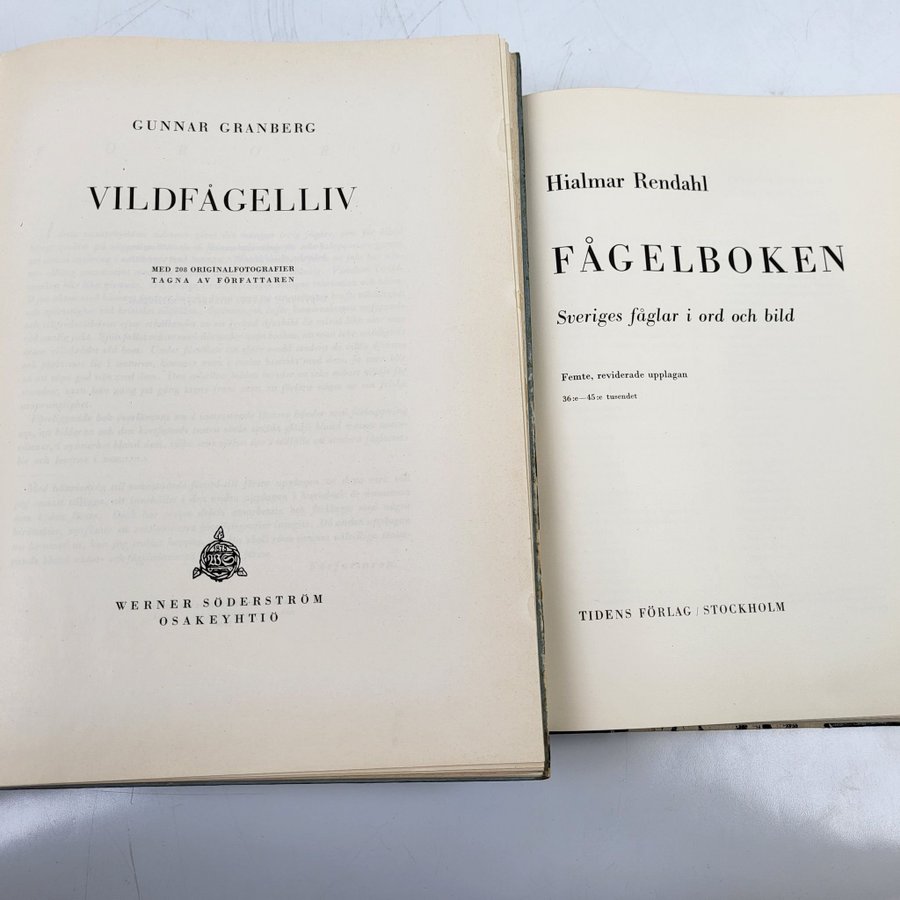 GUNNAR GRANBERG
VILDFÅGELLIV
MED 208 ORIGINALFOTOGRAFIER
TAGNA AV FÖRFATTAREN
WS
WERNER SÖDERSTRÖM
OSAKEYHTIÖ
Hialmar Rendahl
FÅGELBOKEN
Sveriges fåglar i ord och bild
Femte, reviderade upplagan
36:e—45:e tusendet
TIDENS FÖRLAG / STOCKHOLM